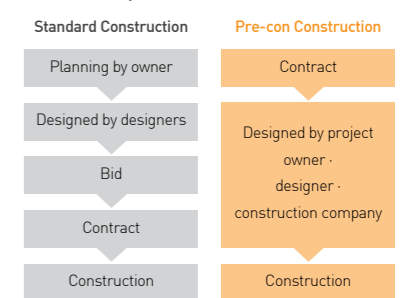 Standard Construction
Planning by owner
Designed by designers
Bid
Contract
Construction
Pre-con Construction
Contract
Designed by project
owner ·
designer ·
construction company
Construction